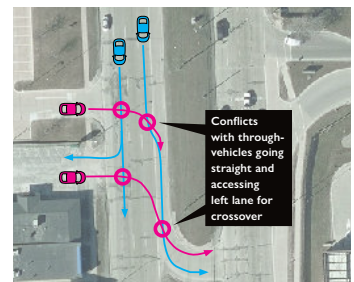 Conflicts
with through-
vehicles going
straight and
accessing
left lane for
crossover